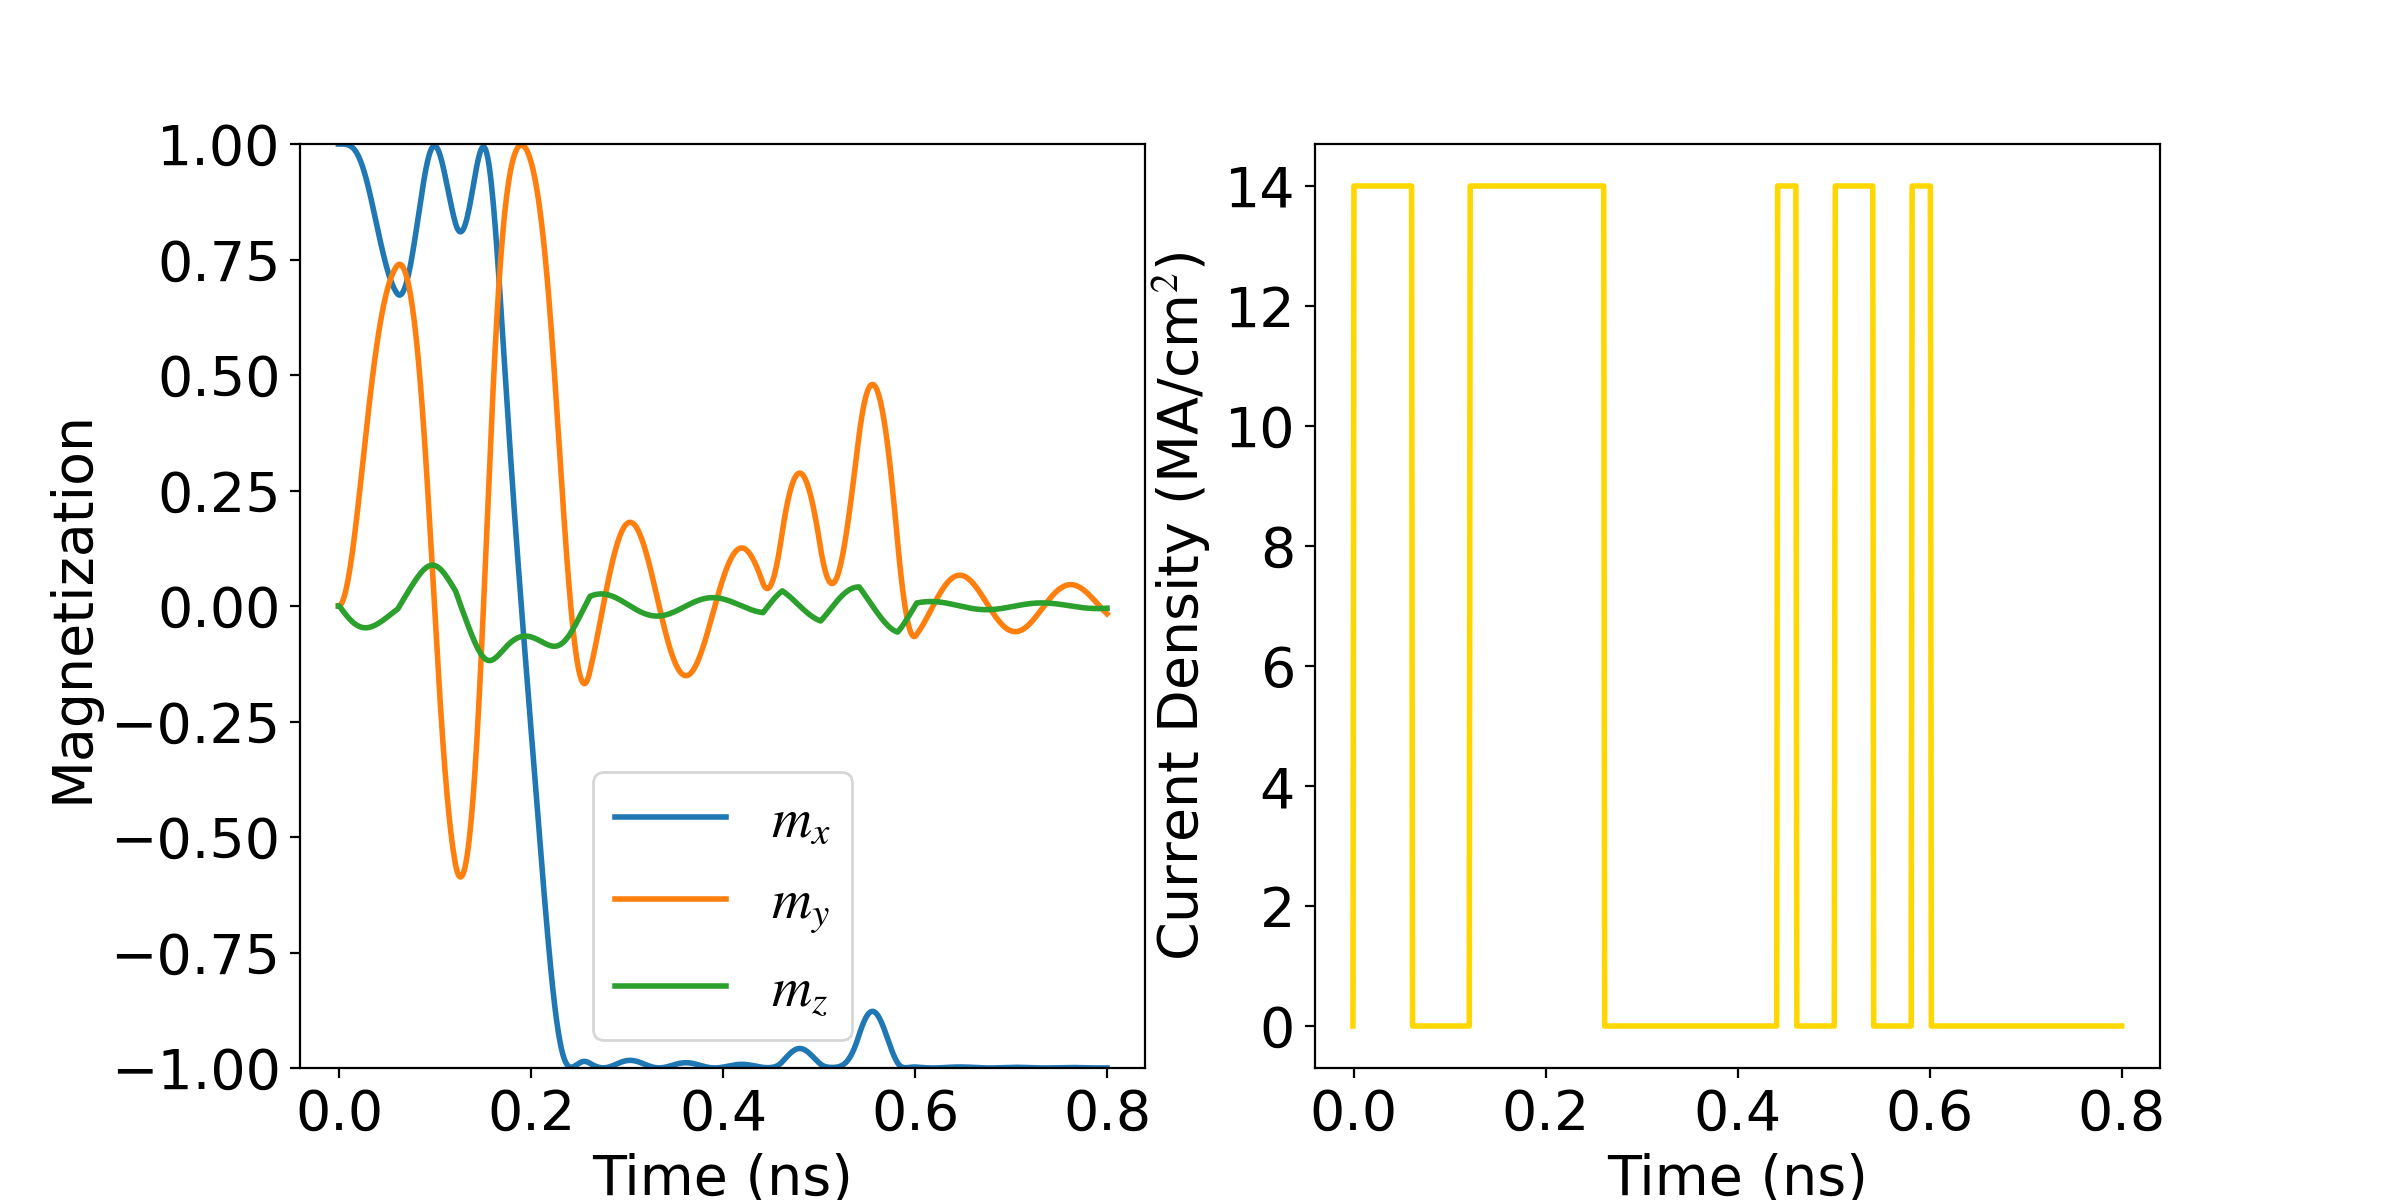 Magnetization
1.00
0.75
0.50
0.25
0.00
−0.25
−0.50
−0.75
−1.00
0.0 0.2 0.4 0.6 0.8
Time (ns)
m_x
m_y
m_z
Current Density (MA/cm²)
14
12
10
8
6
4
2
0
0.0 0.2 0.4 0.6 0.8
Time (ns)